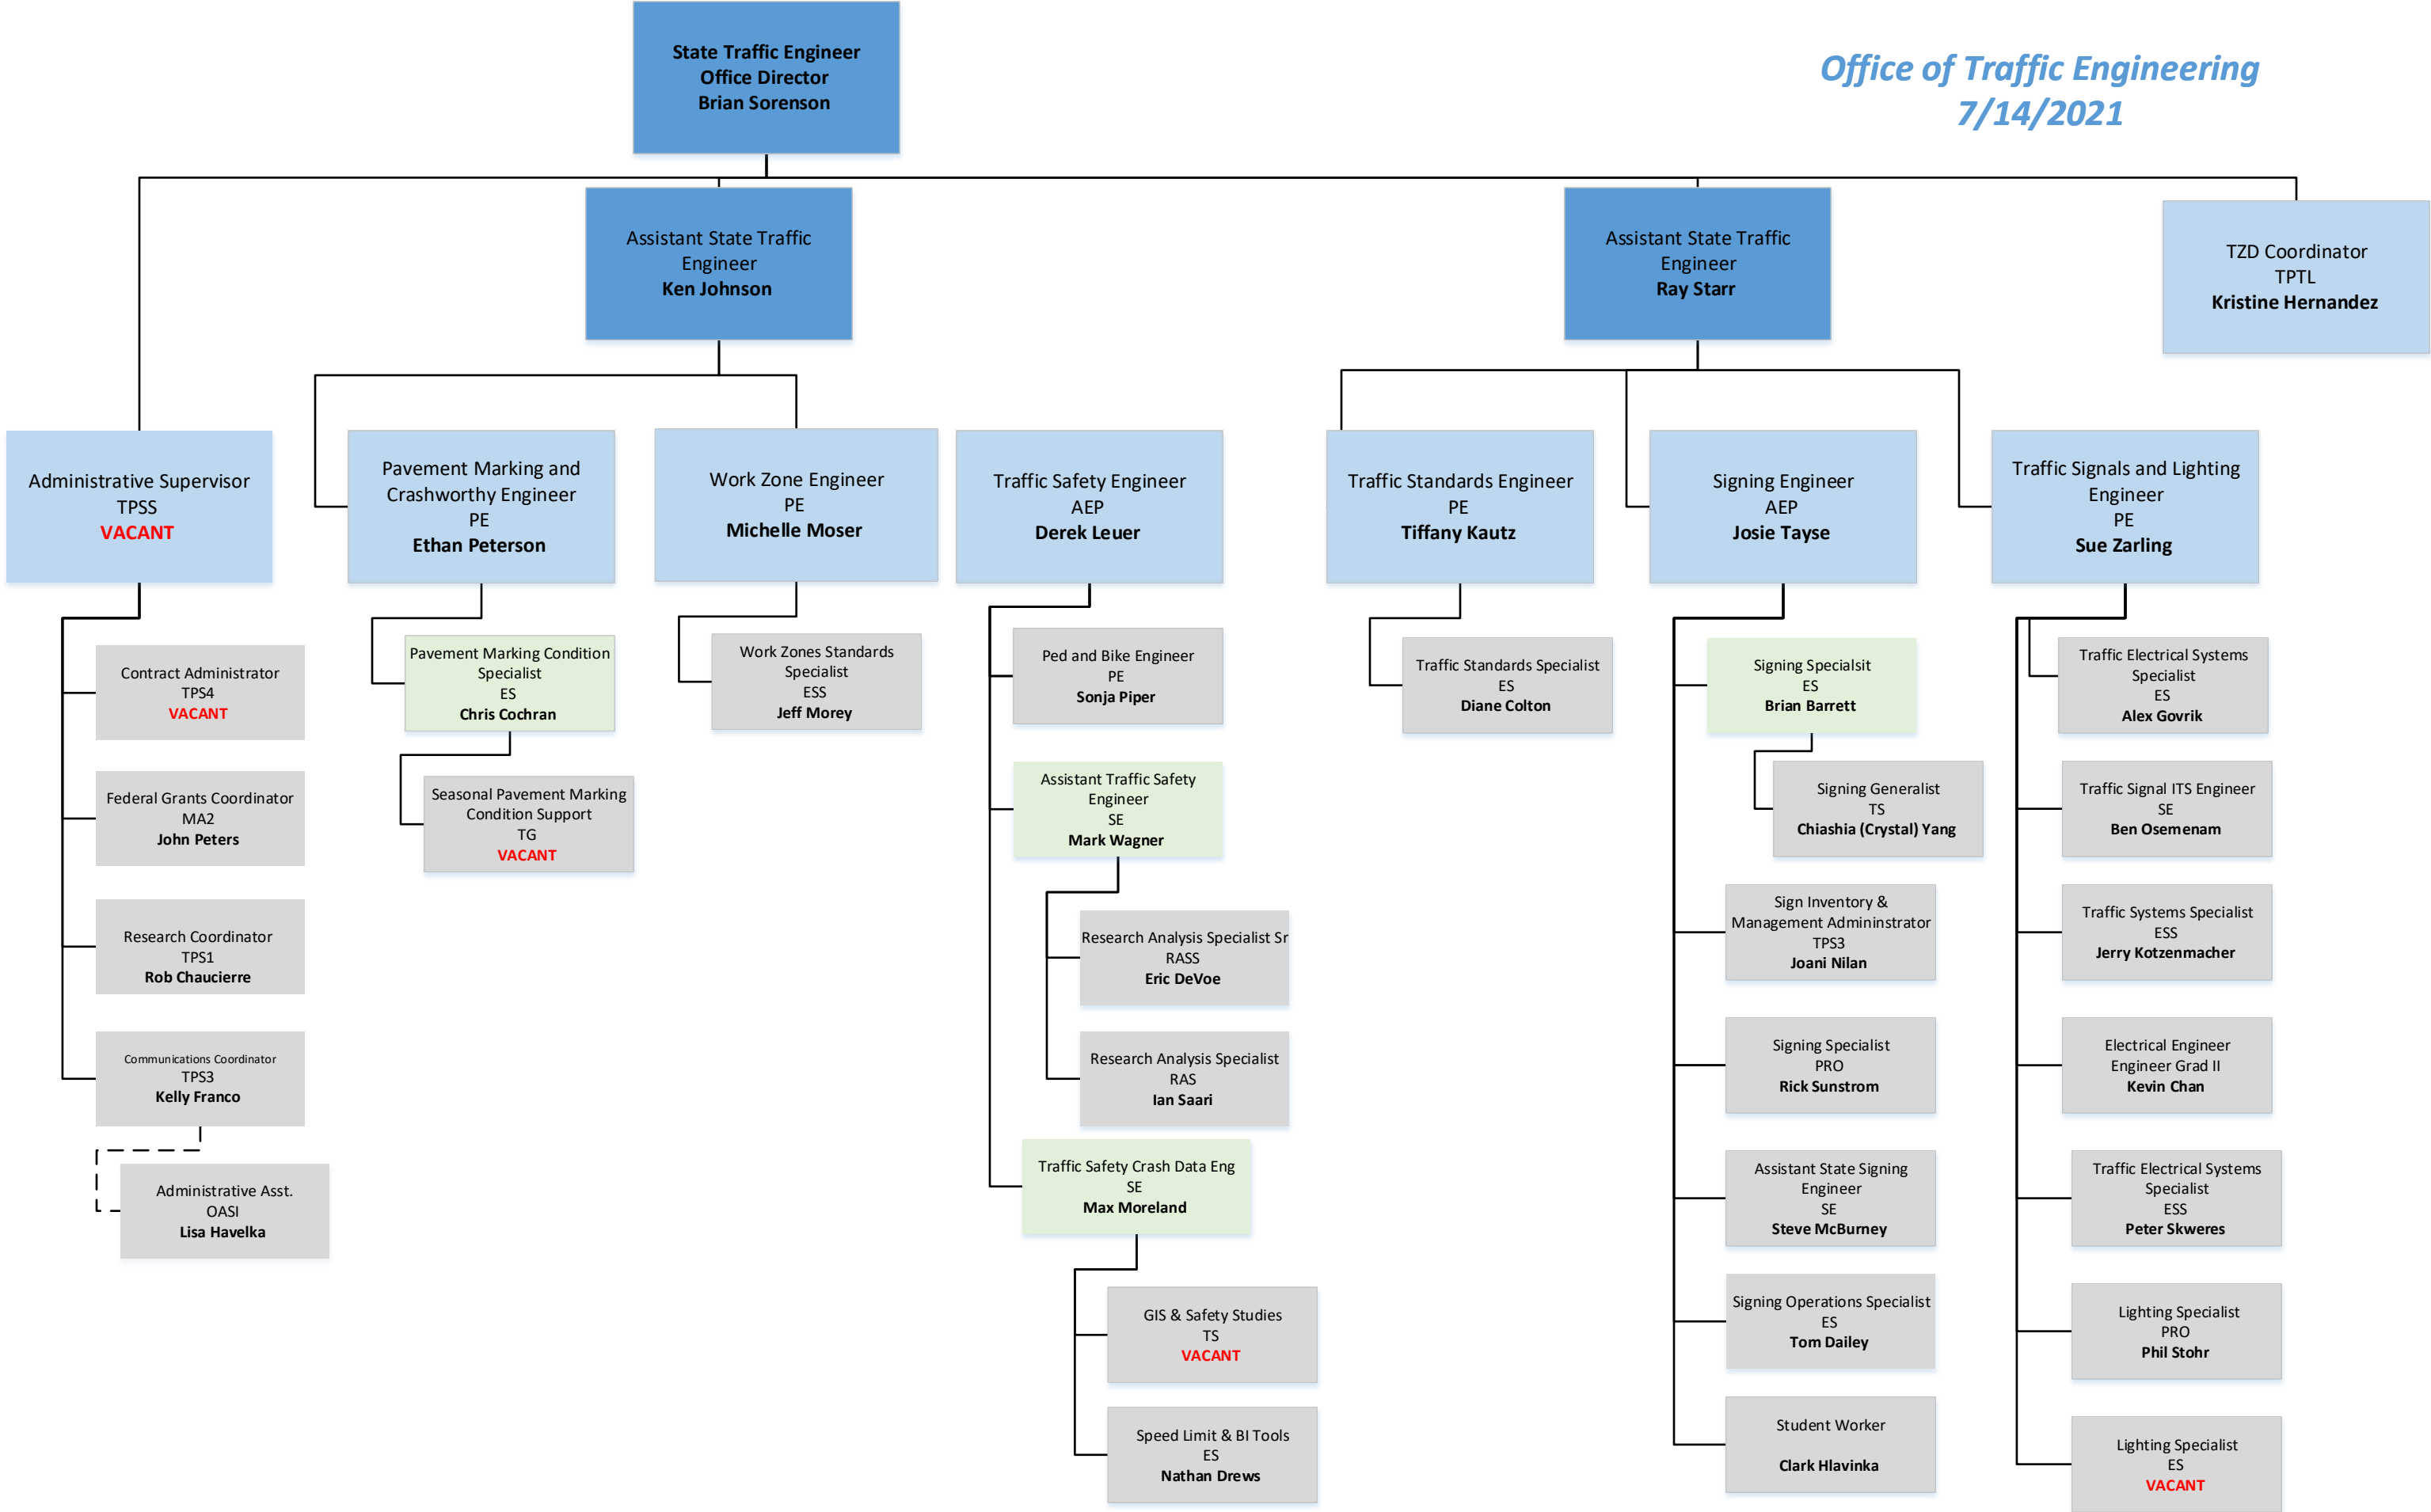 State Traffic Engineer
Office Director
Brian Sorenson
Office of Traffic Engineering
7/14/2021
Assistant State Traffic
Engineer
Ken Johnson
Assistant State Traffic
Engineer
Ray Starr
TZD Coordinator
TPTL
Kristine Hernandez
Administrative Supervisor
TPSS
VACANT
Pavement Marking and
Crashworthy Engineer
PE
Ethan Peterson
Work Zone Engineer
PE
Michelle Moser
Traffic Safety Engineer
AEP
Derek Leuer
Traffic Standards Engineer
PE
Tiffany Kautz
Signing Engineer
AEP
Josie Tayse
Traffic Signals and Lighting
Engineer
PE
Sue Zarling
Contract Administrator
TPS4
VACANT
Federal Grants Coordinator
MA2
John Peters
Research Coordinator
TPS1
Rob Chaucierre
Communications Coordinator
TPS3
Kelly Franco
Administrative Asst.
OASI
Lisa Havelka
Pavement Marking Condition
Specialist
ES
Chris Cochran
Seasonal Pavement Marking
Condition Support
TG
VACANT
Work Zones Standards
Specialist
ESS
Jeff Morey
Ped and Bike Engineer
PE
Sonja Piper
Assistant Traffic Safety
Engineer
SE
Mark Wagner
Research Analysis Specialist Sr
RASS
Eric DeVoe
Research Analysis Specialist
RAS
Ian Saari
Traffic Safety Crash Data Eng
SE
Max Moreland
GIS & Safety Studies
TS
VACANT
Speed Limit & BI Tools
ES
Nathan Drews
Traffic Standards Specialist
ES
Diane Colton
Signing Specialsit
ES
Brian Barrett
Signing Generalist
TS
Chiashia (Crystal) Yang
Sign Inventory &
Management Admininstrator
TPS3
Joani Nilan
Signing Specialist
PRO
Rick Sunstrom
Assistant State Signing
Engineer
SE
Steve McBurney
Signing Operations Specialist
ES
Tom Dailey
Student Worker
Clark Hlavinka
Traffic Electrical Systems
Specialist
ES
Alex Govrik
Traffic Signal ITS Engineer
SE
Ben Osemenam
Traffic Systems Specialist
ESS
Jerry Kotzenmacher
Electrical Engineer
Engineer Grad II
Kevin Chan
Traffic Electrical Systems
Specialist
ESS
Peter Skweres
Lighting Specialist
PRO
Phil Stohr
Lighting Specialist
ES
VACANT